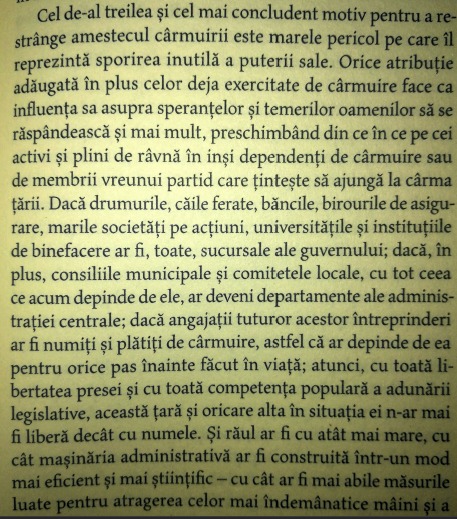 Cel de-al treilea și cel mai concludent motiv pentru a re-
strânge amestecul cârmuirii este marele pericol pe care îl
reprezintă sporirea inutilă a puterii sale. Orice atribuție
adăugată în plus celor deja exercitate de cârmuire face ca
influența sa asupra speranțelor și temerilor oamenilor să se
răspândească și mai mult, preschimbând din ce în ce pe cei
activi și plini de râvnă în inși dependenți de cârmuire sau
de membrii vreunui partid care țintește să ajungă la cârma
țării. Dacă drumurile, căile ferate, băncile, birourile de asigu-
rare, marile societăți pe acțiuni, universitățile și instituțiile
de binefacere ar fi, toate, sucursale ale guvernului; dacă, în
plus, consiliile municipale și comitetele locale, cu tot ceea
ce acum depinde de ele, ar deveni departamente ale adminis-
trației centrale; dacă angajații tuturor acestor întreprinderi
ar fi numiți și plătiți de cârmuire, astfel că ar depinde de ea
pentru orice pas înainte făcut în viață; atunci, cu toată li-
bertatea presei și cu toată competența populară a adunării
legislative, această țară și oricare alta în situația ei n-ar mai
fi liberă decât cu numele. Și răul ar fi cu atât mai mare, cu
cât mașinăria administrativă ar fi construită într-un mod
mai eficient și mai științific – cu cât ar fi mai abile măsurile
luate pentru atragerea celor mai îndemânatice mâini și a